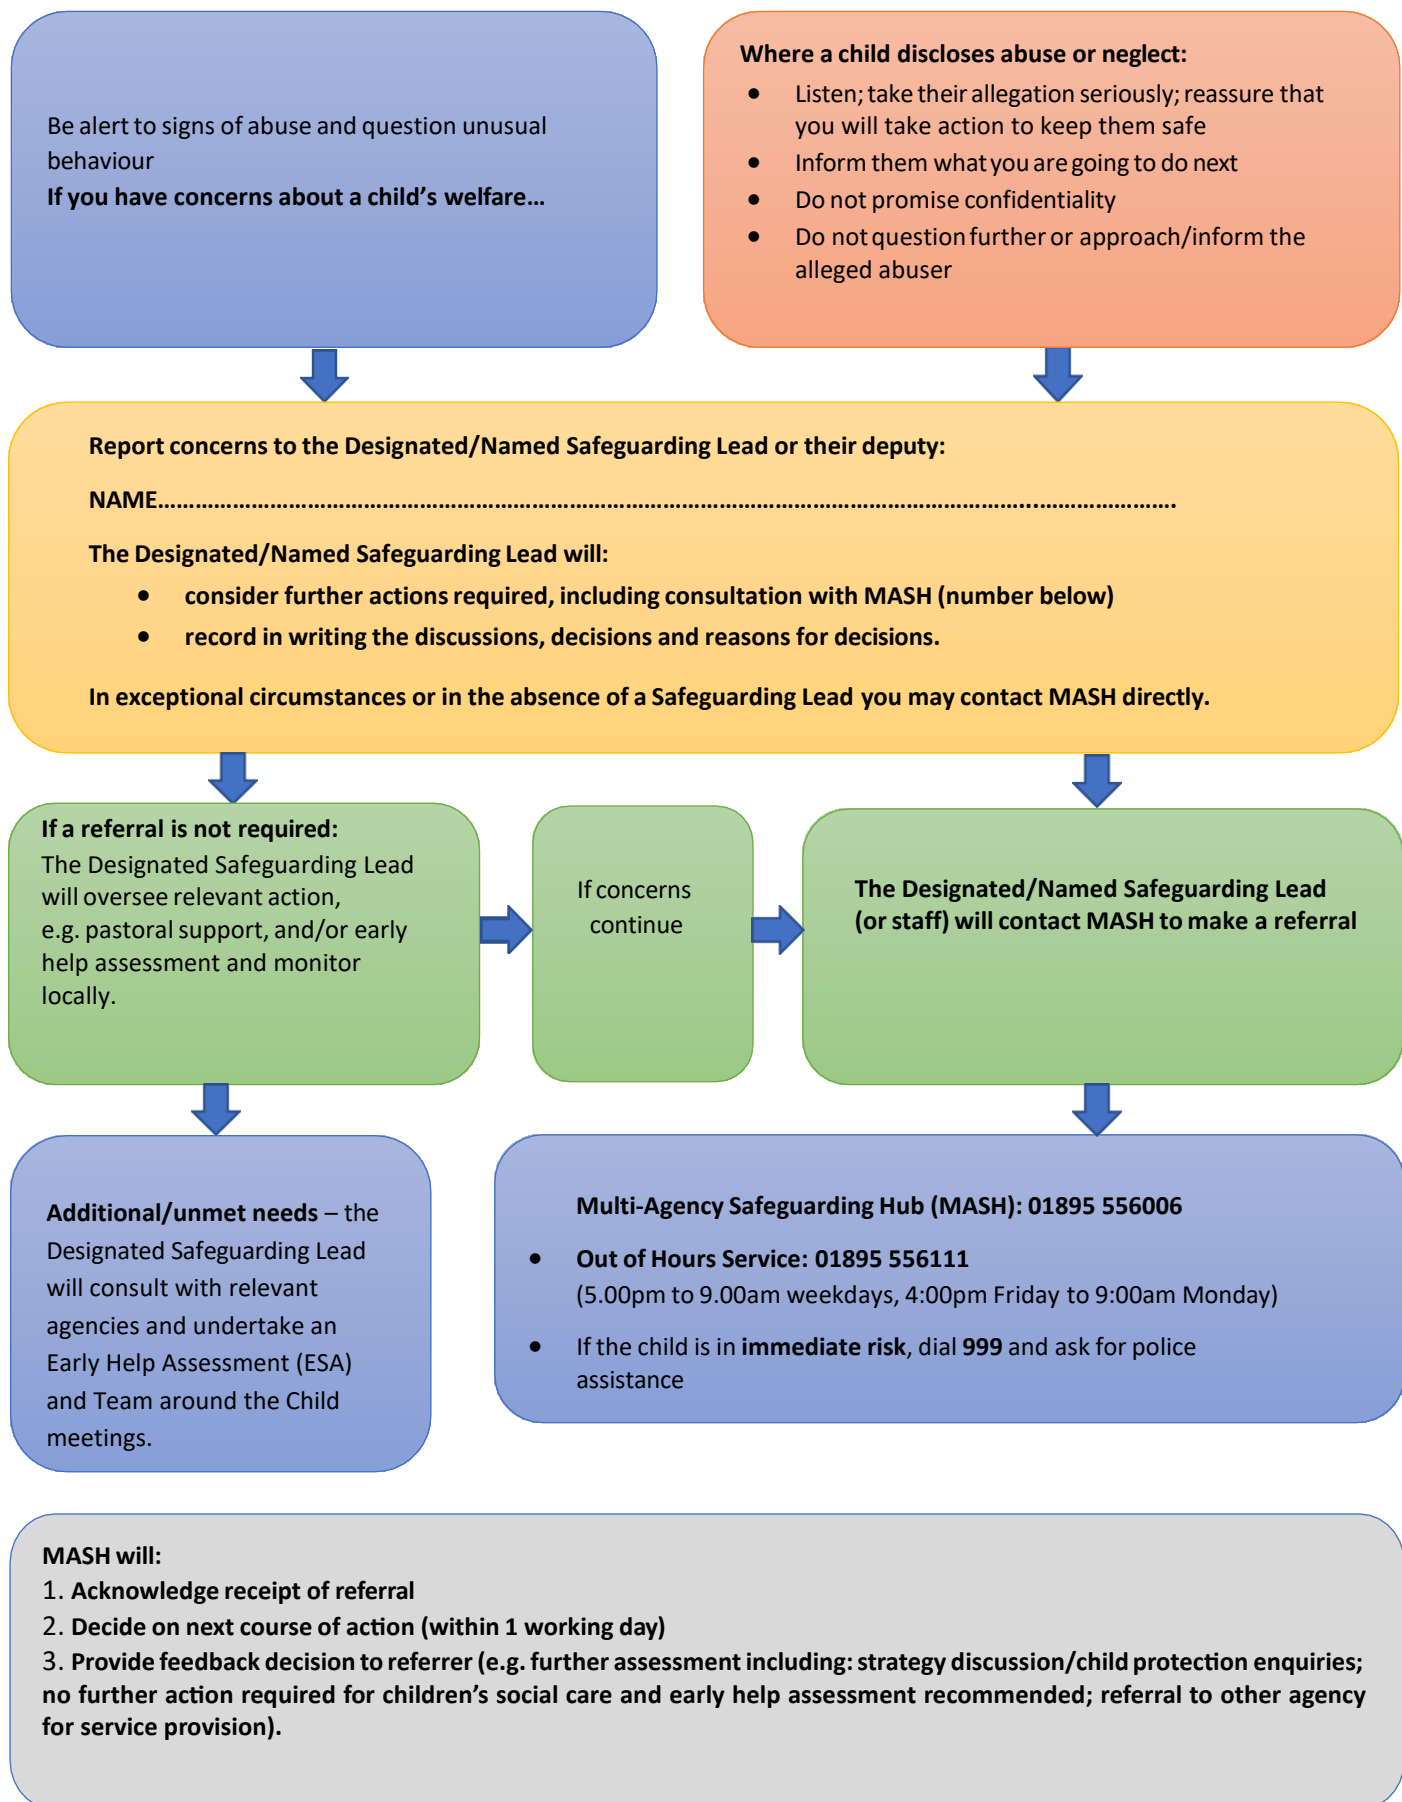 Be alert to signs of abuse and question unusual
behaviour
If you have concerns about a child’s welfare…
Where a child discloses abuse or neglect:
• Listen; take their allegation seriously; reassure that
you will take action to keep them safe
• Inform them what you are going to do next
• Do not promise confidentiality
• Do not question further or approach/inform the
alleged abuser
Report concerns to the Designated/Named Safeguarding Lead or their deputy:
NAME……………………………………………………………………………………………………………………...………………….
The Designated/Named Safeguarding Lead will:
• consider further actions required, including consultation with MASH (number below)
• record in writing the discussions, decisions and reasons for decisions.
In exceptional circumstances or in the absence of a Safeguarding Lead you may contact MASH directly.
If a referral is not required:
The Designated Safeguarding Lead
will oversee relevant action,
e.g. pastoral support, and/or early
help assessment and monitor
locally.
If concerns
continue
The Designated/Named Safeguarding Lead
(or staff) will contact MASH to make a referral
Additional/unmet needs – the
Designated Safeguarding Lead
will consult with relevant
agencies and undertake an
Early Help Assessment (ESA)
and Team around the Child
meetings.
Multi-Agency Safeguarding Hub (MASH): 01895 556006
• Out of Hours Service: 01895 556111
(5.00pm to 9.00am weekdays, 4:00pm Friday to 9:00am Monday)
• If the child is in immediate risk, dial 999 and ask for police
assistance
MASH will:
1. Acknowledge receipt of referral
2. Decide on next course of action (within 1 working day)
3. Provide feedback decision to referrer (e.g. further assessment including: strategy discussion/child protection enquiries;
no further action required for children’s social care and early help assessment recommended; referral to other agency
for service provision).